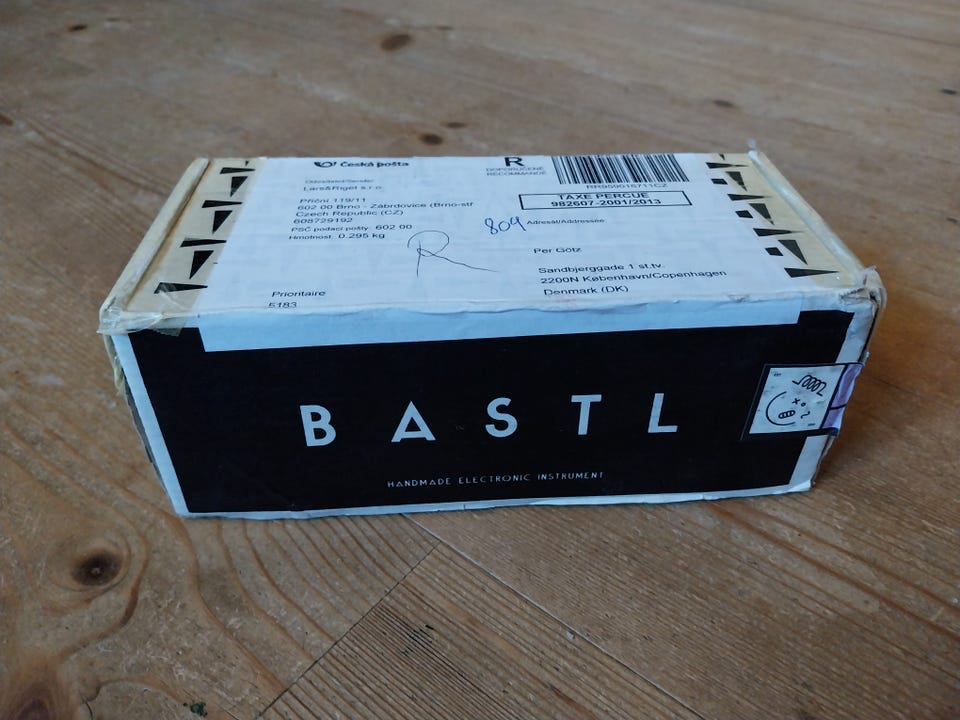 Česká pošta
Odesílatel/Sender
Lars&Riget s.r.o.
Příční 119/11
602 00 Brno - Zábrdovice (Brno-stř
Czech Republic (CZ)
608729192
PSČ podací pošty: 602 00
Hmotnost: 0.295 kg
Prioritaire
5183
R
R
DOPORUČENĚ
RECOMMANDÉ
RR959016711CZ
TAXE PERCUE
982607-2001/2013
809
Adresát/Addressee
Per Götz
Sandbjerggade 1 st.tv.
2200N København/Copenhagen
Denmark (DK)
BASTL
HANDMADE ELECTRONIC INSTRUMENT